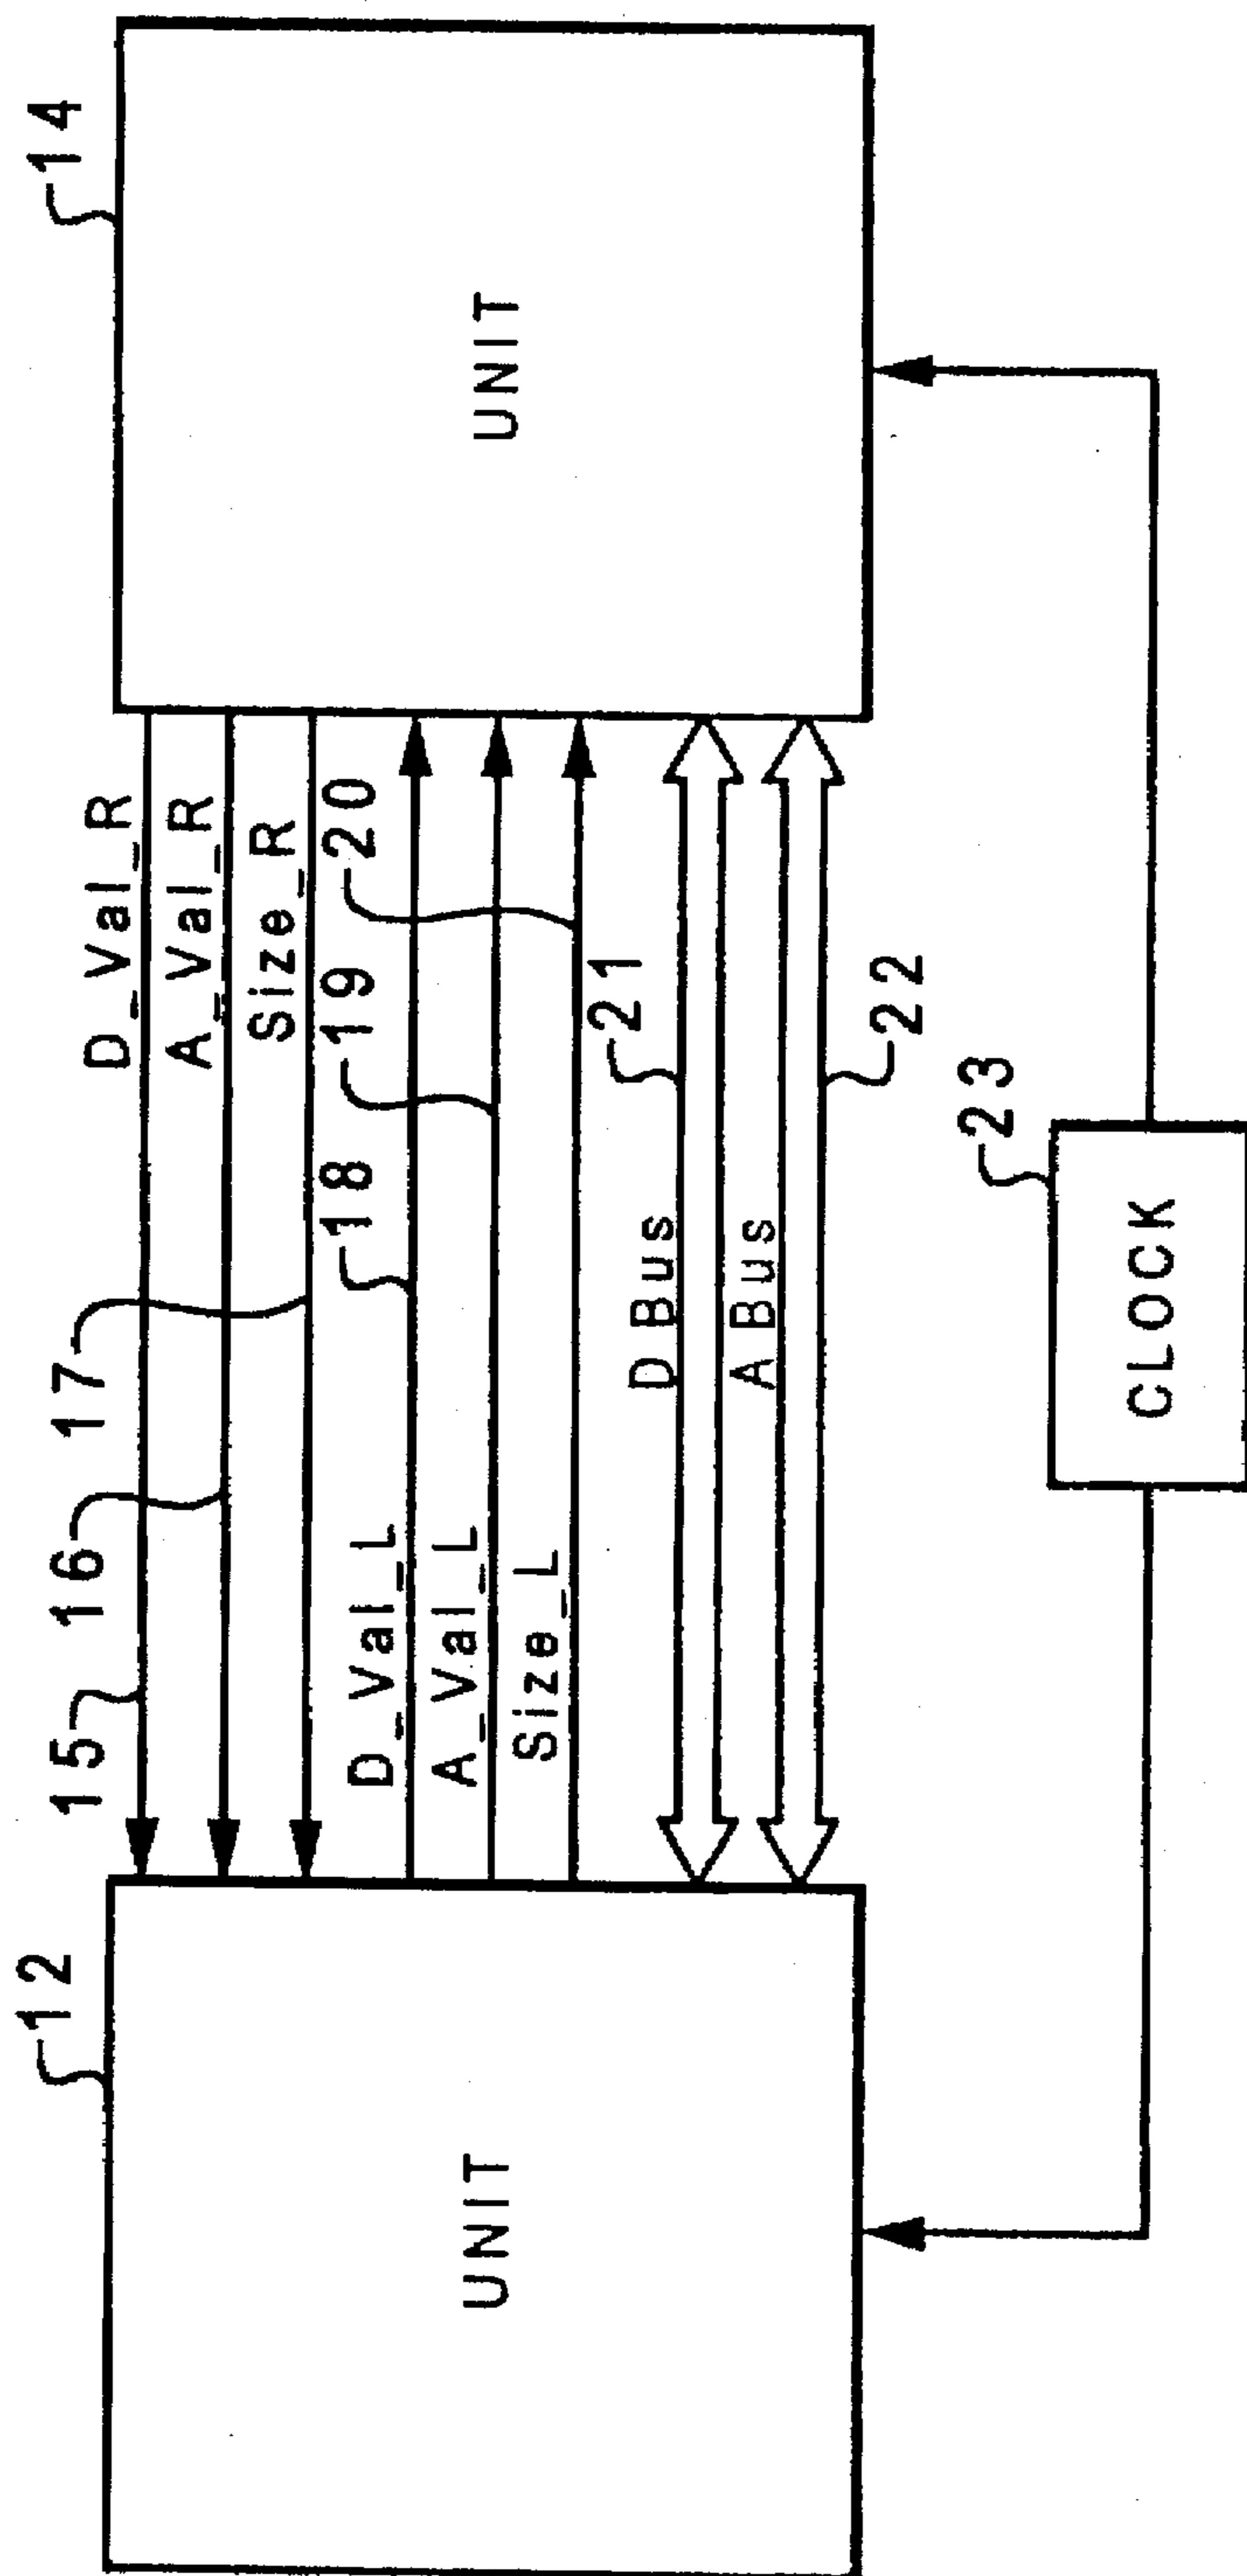 12
14
15
16
17
D_Val_R
A_Val_R
Size_R
18
19
20
D_Val_L
A_Val_L
Size_L
UNIT
UNIT
21
D Bus
A Bus
22
23
CLOCK